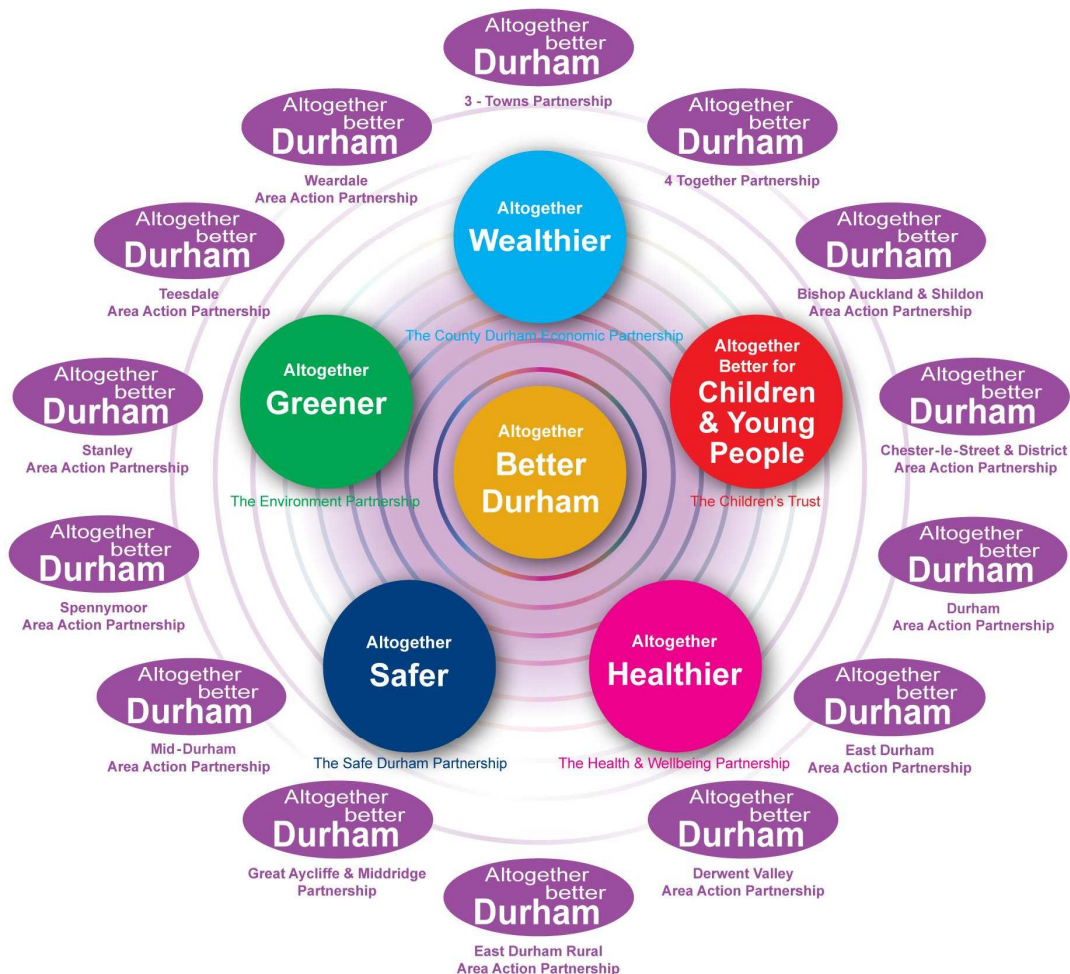 Altogether
better
Durham
3 - Towns Partnership
Altogether
better
Durham
4 Together Partnership
Altogether
better
Durham
Bishop Auckland & Shildon
Area Action Partnership
Altogether
better
Durham
Chester-le-Street & District
Area Action Partnership
Altogether
better
Durham
Durham
Area Action Partnership
Altogether
better
Durham
East Durham
Area Action Partnership
Altogether
better
Durham
Derwent Valley
Area Action Partnership
Altogether
better
Durham
East Durham Rural
Area Action Partnership
Altogether
better
Durham
Great Aycliffe & Middridge
Partnership
Altogether
better
Durham
Mid-Durham
Area Action Partnership
Altogether
better
Durham
Spennymoor
Area Action Partnership
Altogether
better
Durham
Stanley
Area Action Partnership
Altogether
better
Durham
Teesdale
Area Action Partnership
Altogether
better
Durham
Weardale
Area Action Partnership
Altogether
Wealthier
The County Durham Economic Partnership
Altogether
Better for
Children
& Young
People
The Children's Trust
Altogether
Healthier
The Health & Wellbeing Partnership
Altogether
Safer
The Safe Durham Partnership
Altogether
Greener
The Environment Partnership
Altogether
Better
Durham